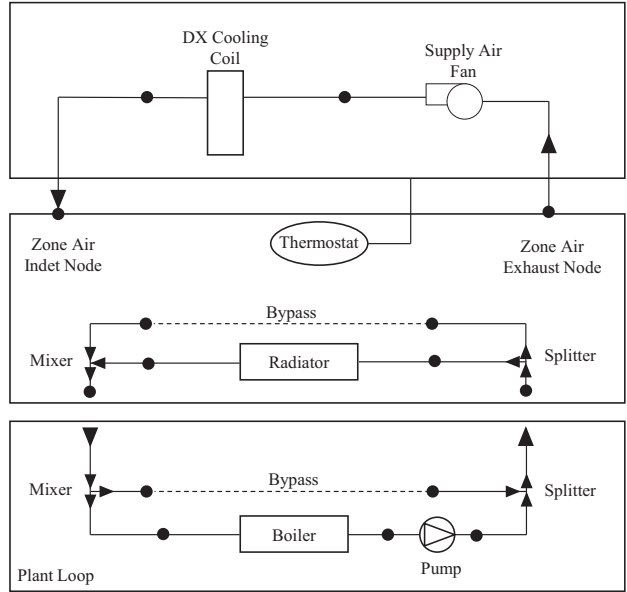 DX Cooling
Coil
Supply Air
Fan
Zone Air
Indet Node
Thermostat
Zone Air
Exhaust Node
Bypass
Mixer
Radiator
Splitter
Mixer
Bypass
Splitter
Boiler
Pump
Plant Loop